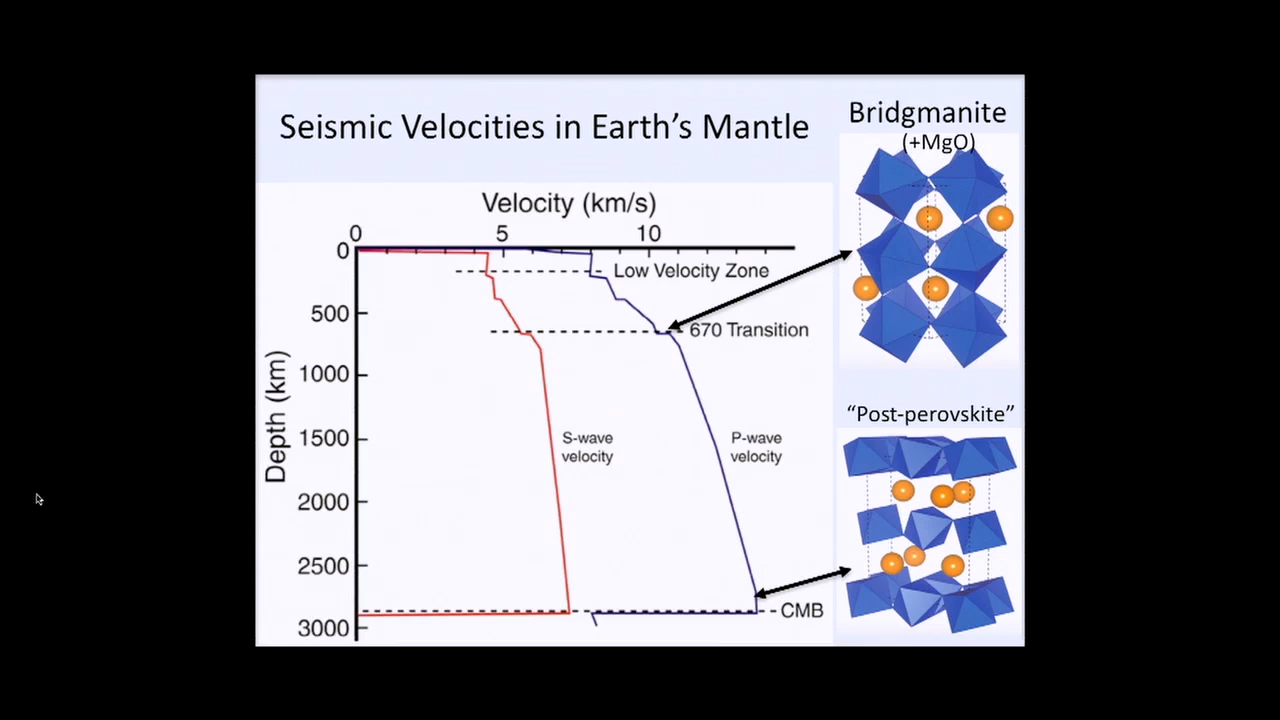 Seismic Velocities in Earth's Mantle
Bridgmanite
(+MgO)
Velocity (km/s)
0 5 10
0
Low Velocity Zone
500
670 Transition
Depth (km)
1000
"Post-perovskite"
1500
S-wave
velocity
P-wave
velocity
2000
2500
CMB
3000